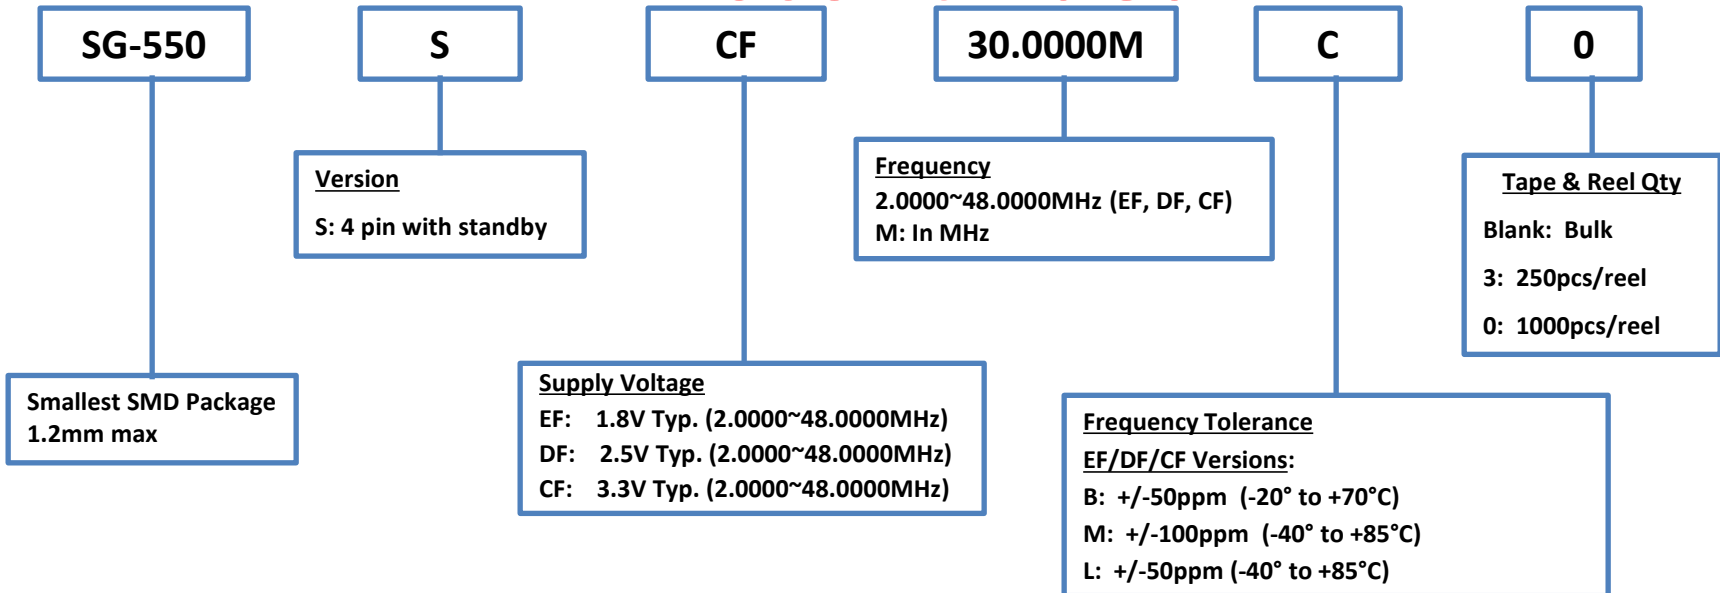 SG-550
S
CF
30.0000M
C
0
Version
S: 4 pin with standby
Frequency
2.0000~48.0000MHz (EF, DF, CF)
M: In MHz
Tape & Reel Qty
Blank: Bulk
3: 250pcs/reel
0: 1000pcs/reel
Smallest SMD Package
1.2mm max
Supply Voltage
EF: 1.8V Typ. (2.0000~48.0000MHz)
DF: 2.5V Typ. (2.0000~48.0000MHz)
CF: 3.3V Typ. (2.0000~48.0000MHz)
Frequency Tolerance
EF/DF/CF Versions:
B: +/-50ppm (-20° to +70°C)
M: +/-100ppm (-40° to +85°C)
L: +/-50ppm (-40° to +85°C)